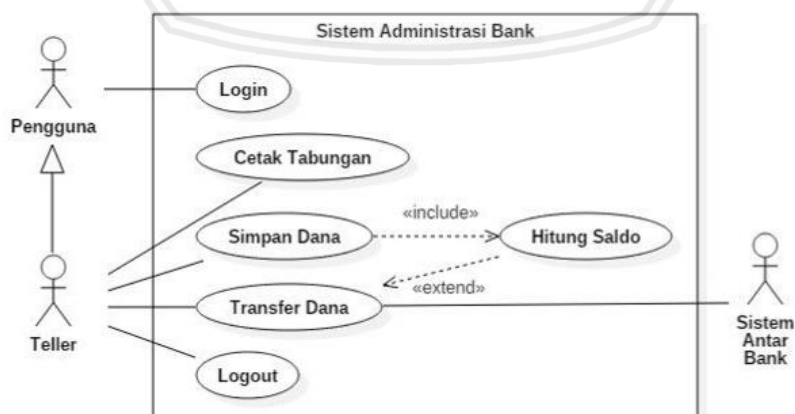 Sistem Administrasi Bank
Login
Pengguna
Cetak Tabungan
«include»
Simpan Dana
Hitung Saldo
«extend»
Transfer Dana
Teller
Sistem
Antar
Bank
Logout